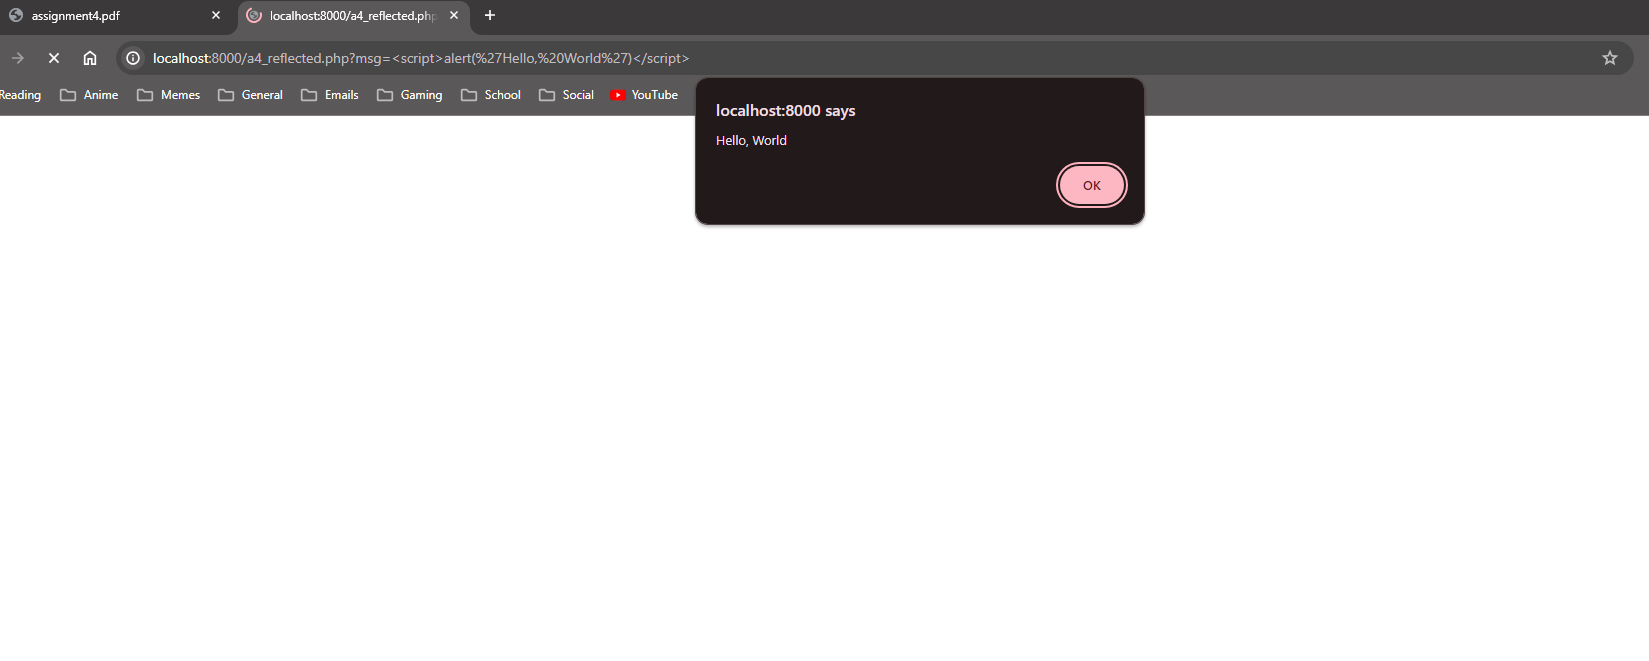 assignment4.pdf
localhost:8000/a4_reflected.php
localhost:8000/a4_reflected.php?msg=<script>alert(%27Hello,%20World%27)</script>
Reading Anime Memes General Emails Gaming School Social YouTube
localhost:8000 says
Hello, World
OK